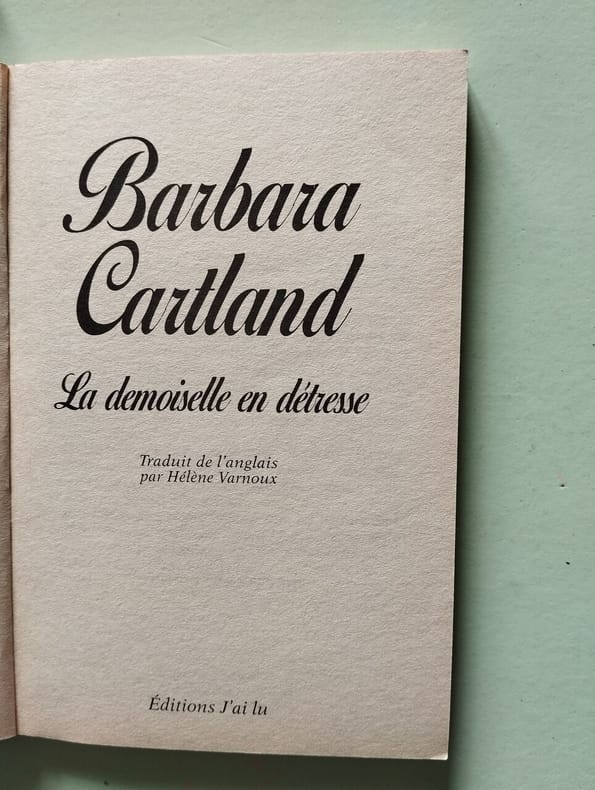 Barbara
Cartland
La demoiselle en détresse
Traduit de l'anglais
par Hélène Varnoux
Éditions J'ai lu